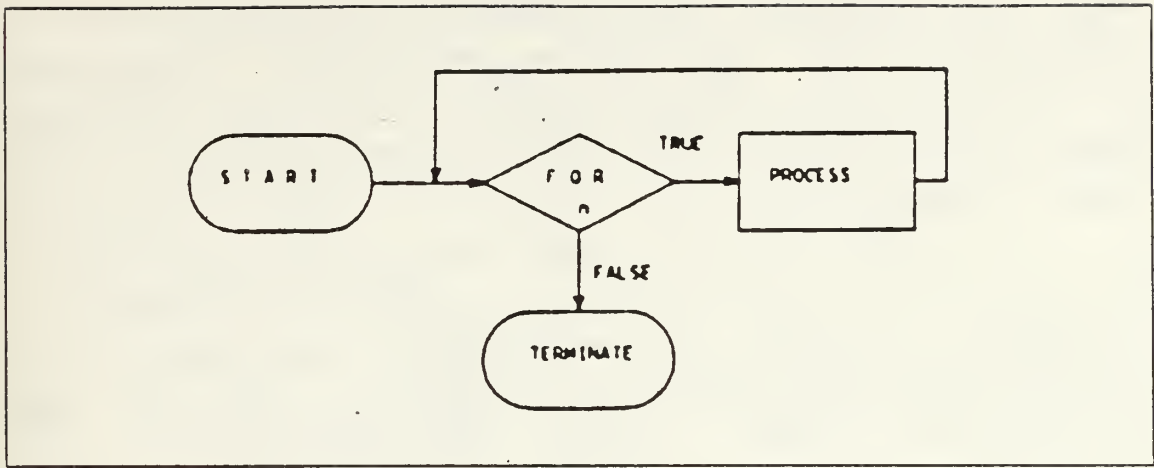 START
FOR
n
TRUE
PROCESS
FALSE
TERMINATE